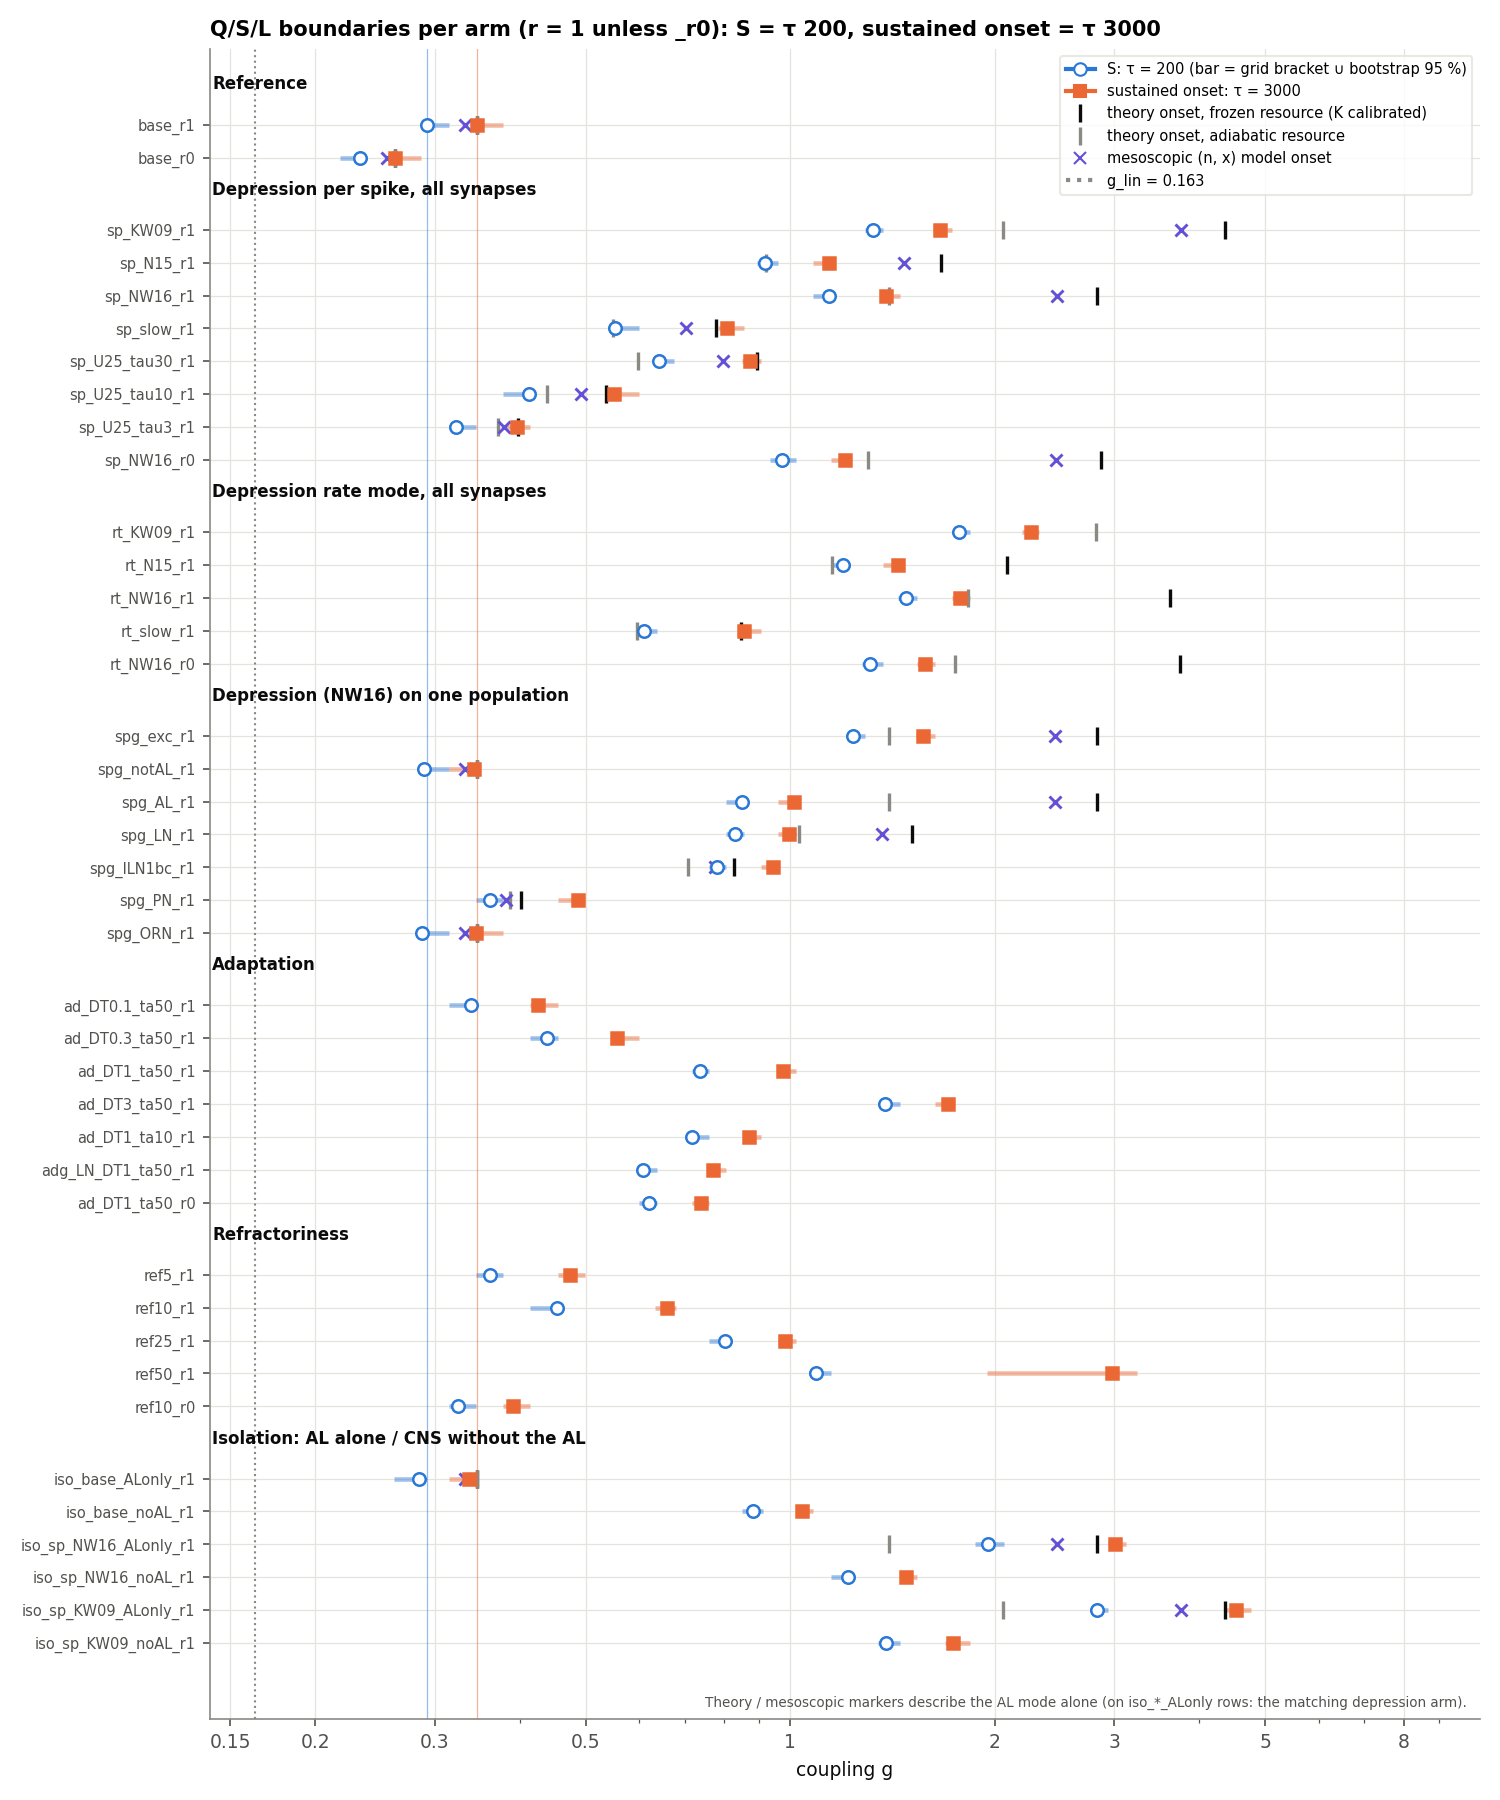 Q/S/L boundaries per arm (r = 1 unless _r0): S = τ 200, sustained onset = τ 3000
S: τ = 200 (bar = grid bracket ∪ bootstrap 95 %)
sustained onset: τ = 3000
theory onset, frozen resource (K calibrated)
theory onset, adiabatic resource
mesoscopic (n, x) model onset
g_lin = 0.163
Reference
base_r1
base_r0
Depression per spike, all synapses
sp_KW09_r1
sp_N15_r1
sp_NW16_r1
sp_slow_r1
sp_U25_tau30_r1
sp_U25_tau10_r1
sp_U25_tau3_r1
sp_NW16_r0
Depression rate mode, all synapses
rt_KW09_r1
rt_N15_r1
rt_NW16_r1
rt_slow_r1
rt_NW16_r0
Depression (NW16) on one population
spg_exc_r1
spg_notAL_r1
spg_AL_r1
spg_LN_r1
spg_ILN1bc_r1
spg_PN_r1
spg_ORN_r1
Adaptation
ad_DT0.1_ta50_r1
ad_DT0.3_ta50_r1
ad_DT1_ta50_r1
ad_DT3_ta50_r1
ad_DT1_ta10_r1
adg_LN_DT1_ta50_r1
ad_DT1_ta50_r0
Refractoriness
ref5_r1
ref10_r1
ref25_r1
ref50_r1
ref10_r0
Isolation: AL alone / CNS without the AL
iso_base_ALonly_r1
iso_base_noAL_r1
iso_sp_NW16_ALonly_r1
iso_sp_NW16_noAL_r1
iso_sp_KW09_ALonly_r1
iso_sp_KW09_noAL_r1
Theory / mesoscopic markers describe the AL mode alone (on iso_*_ALonly rows: the matching depression arm).
0.15 0.2 0.3 0.5 1 2 3 5 8
coupling g